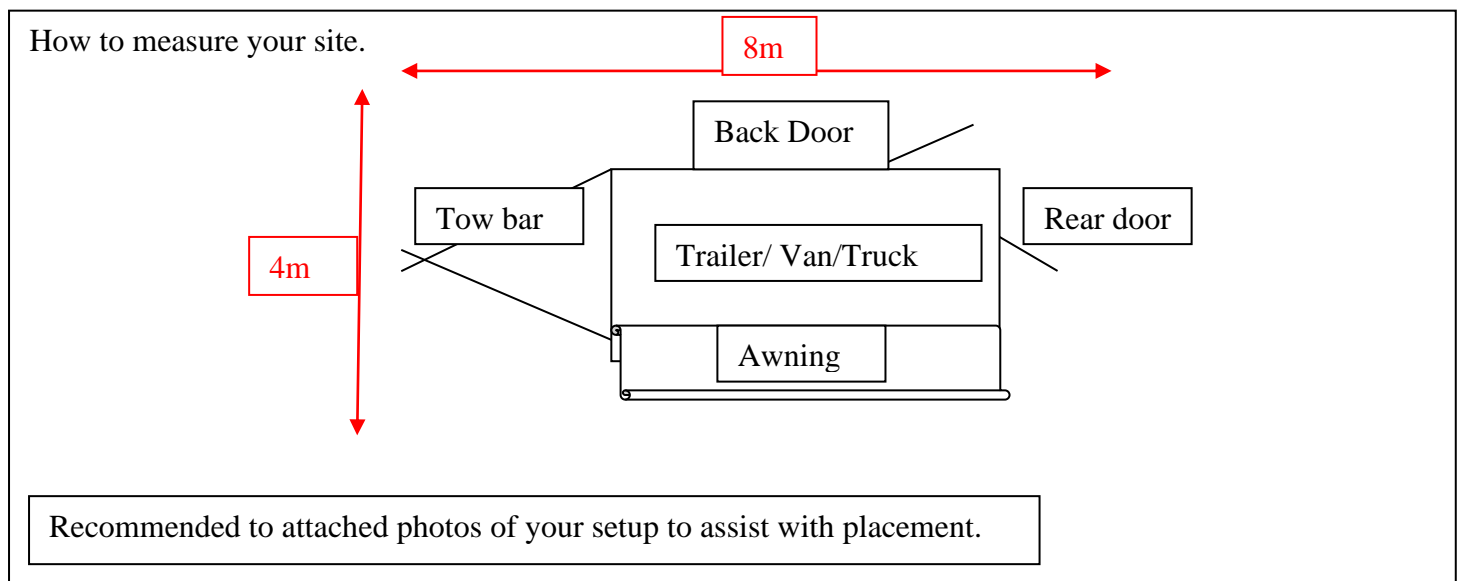 How to measure your site.
8m
Back Door
Tow bar
Rear door
4m
Trailer/ Van/Truck
Awning
Recommended to attached photos of your setup to assist with placement.